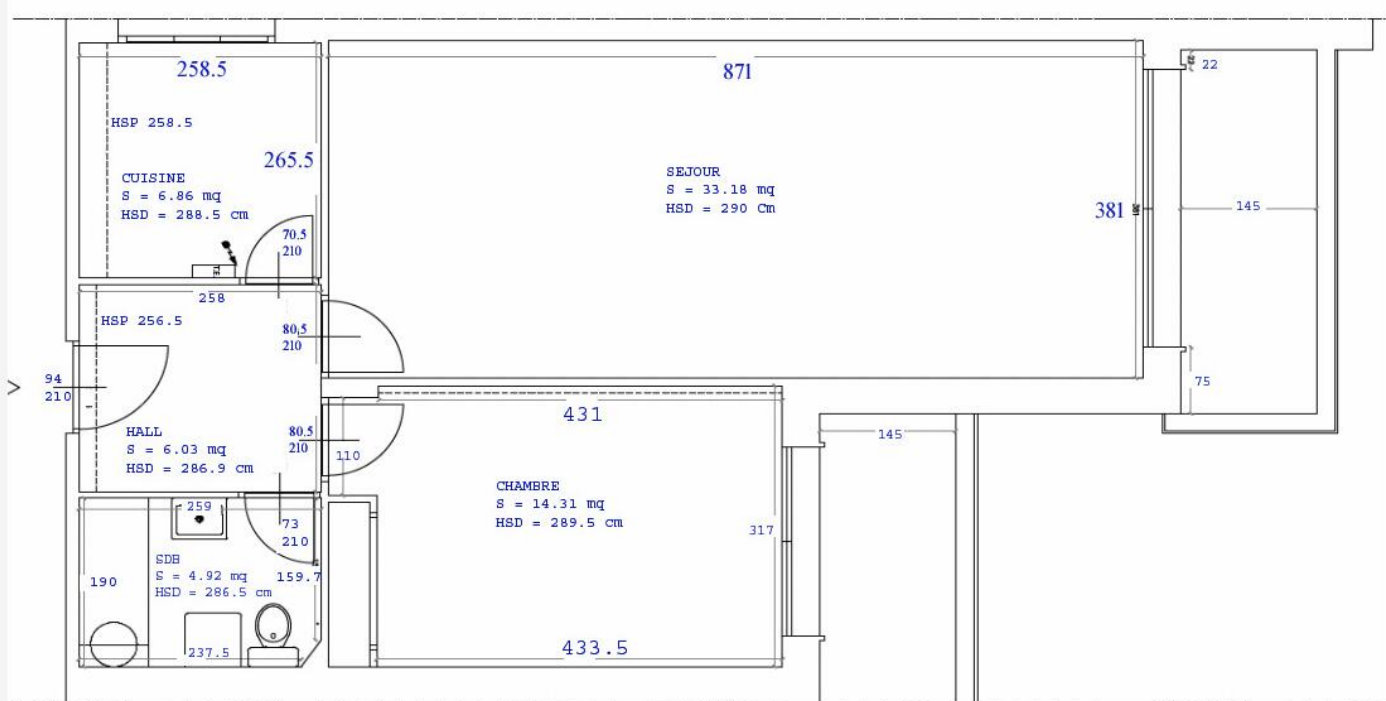 258.5
871
22
HSP 258.5
265.5
CUISINE
S = 6.86 mq
HSD = 288.5 cm
SEJOUR
S = 33.18 mq
HSD = 290 Cm
381
145
70.5
210
258
HSP 256.5
80.5
210
94
210
75
431
HALL
S = 6.03 mq
HSD = 286.9 cm
80.5
210
110
145
CHAMBRE
S = 14.31 mq
HSD = 289.5 cm
259
73
210
317
SDB
S = 4.92 mq
HSD = 286.5 cm
159.7
190
237.5
433.5